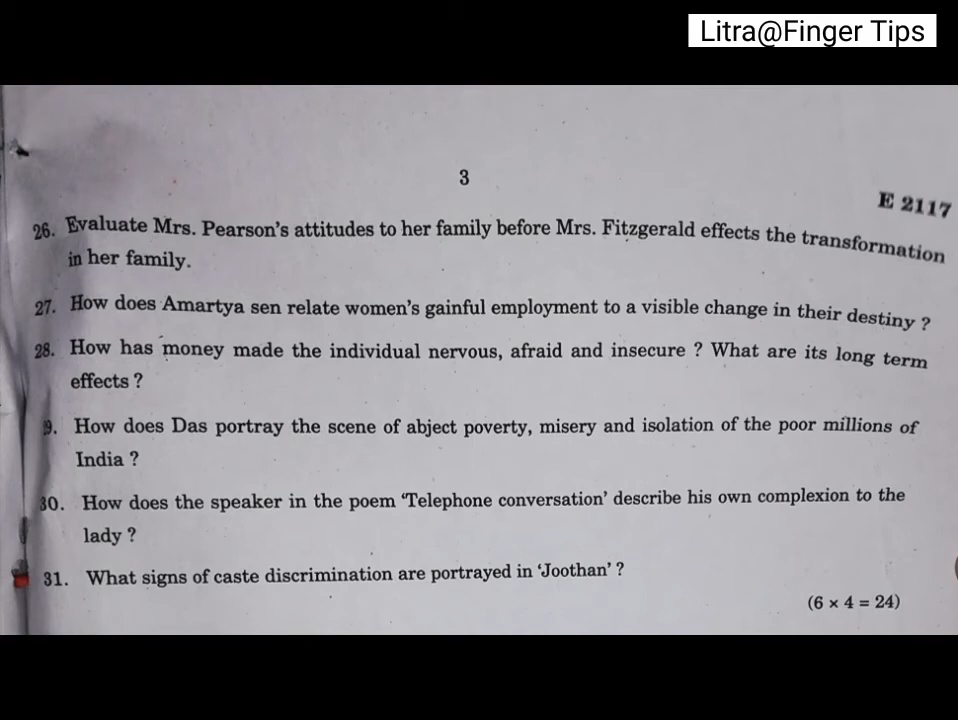 Litra@Finger Tips
3
E 2117
26. Evaluate Mrs. Pearson's attitudes to her family before Mrs. Fitzgerald effects the transformation
in her family.
27. How does Amartya sen relate women's gainful employment to a visible change in their destiny ?
28. How has money made the individual nervous, afraid and insecure ? What are its long term
effects ?
9. How does Das portray the scene of abject poverty, misery and isolation of the poor millions of
India ?
30. How does the speaker in the poem 'Telephone conversation' describe his own complexion to the
lady ?
31. What signs of caste discrimination are portrayed in 'Joothan' ?
(6 × 4 = 24)